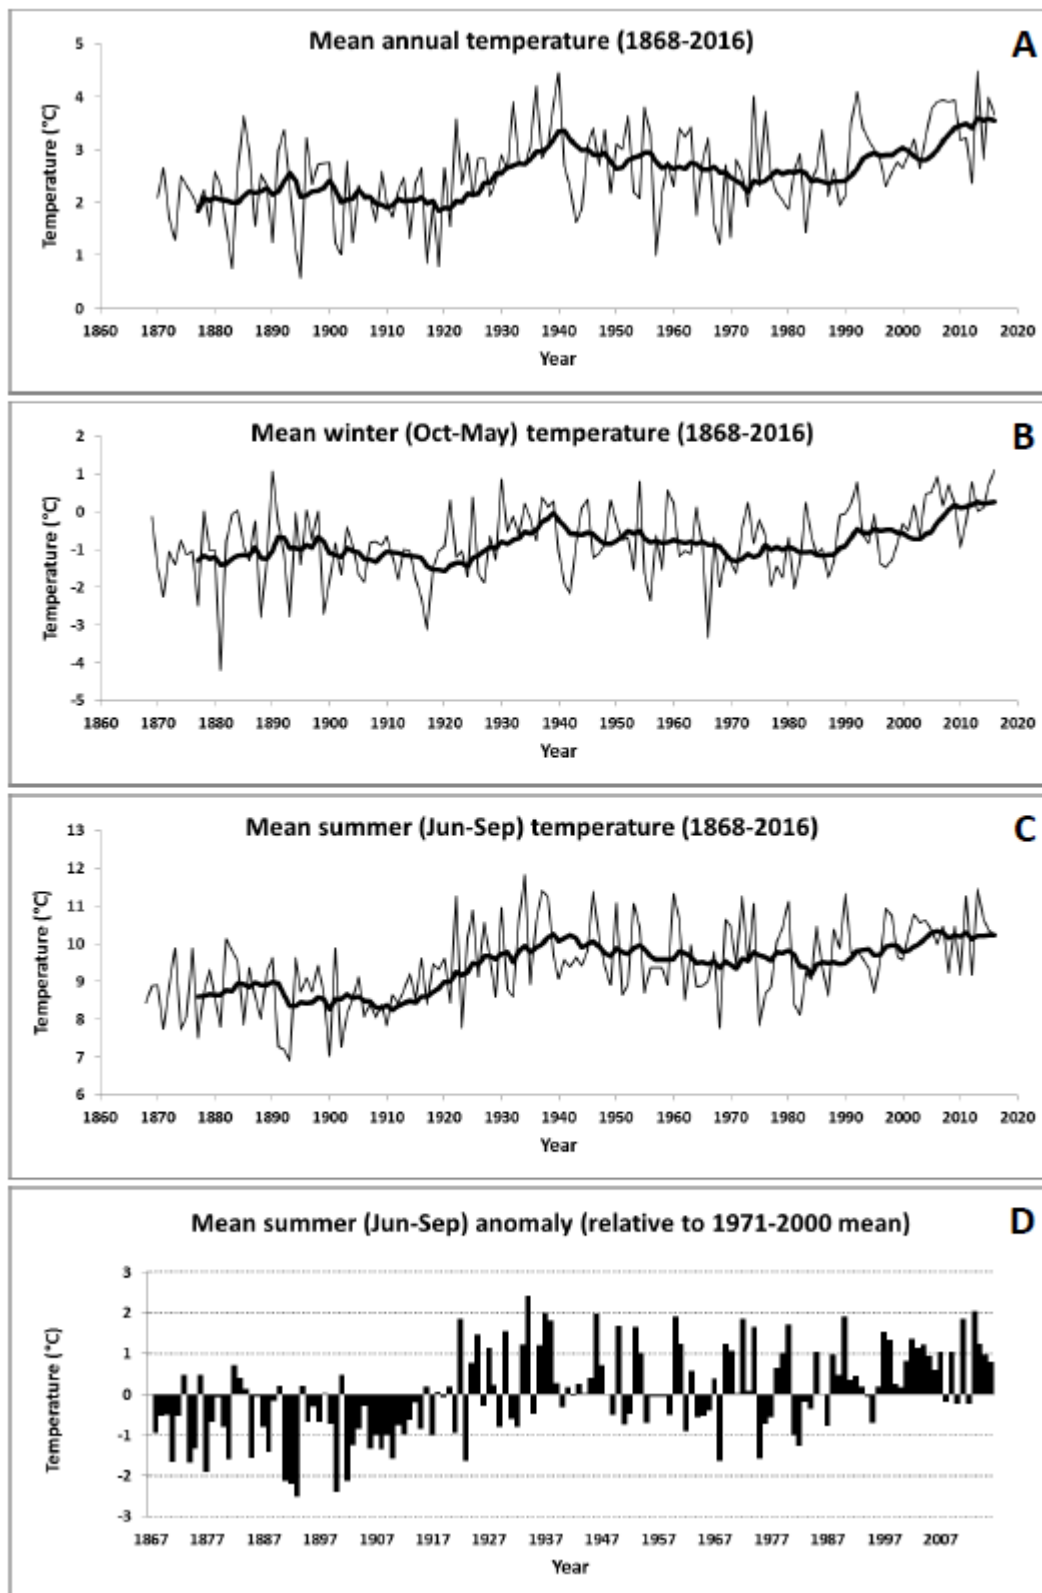 Mean annual temperature (1868-2016)
A
5
4
3
2
1
0
Temperature (°C)
1860 1870 1880 1890 1900 1910 1920 1930 1940 1950 1960 1970 1980 1990 2000 2010 2020
Year
Mean winter (Oct-May) temperature (1868-2016)
B
2
1
0
-1
-2
-3
-4
-5
Temperature (°C)
1860 1870 1880 1890 1900 1910 1920 1930 1940 1950 1960 1970 1980 1990 2000 2010 2020
Year
Mean summer (Jun-Sep) temperature (1868-2016)
C
13
12
11
10
9
8
7
6
Temperature (°C)
1860 1870 1880 1890 1900 1910 1920 1930 1940 1950 1960 1970 1980 1990 2000 2010 2020
Year
Mean summer (Jun-Sep) anomaly (relative to 1971-2000 mean)
D
3
2
1
0
-1
-2
-3
Temperature (°C)
1867 1877 1887 1897 1907 1917 1927 1937 1947 1957 1967 1977 1987 1997 2007
Year